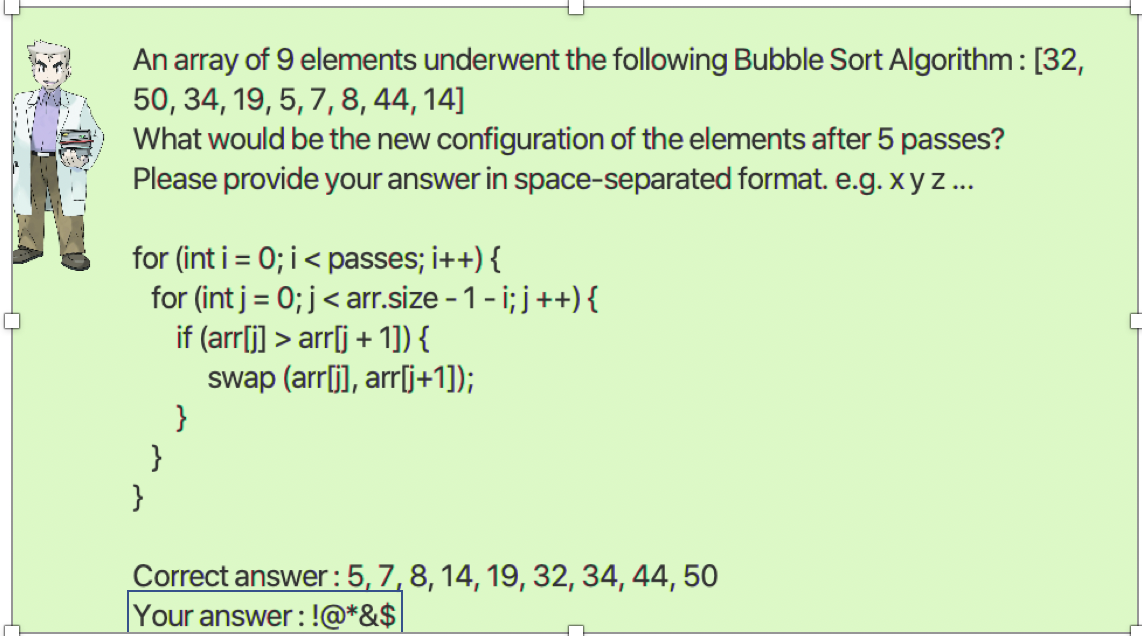 An array of 9 elements underwent the following Bubble Sort Algorithm : [32,
50, 34, 19, 5, 7, 8, 44, 14]
What would be the new configuration of the elements after 5 passes?
Please provide your answer in space-separated format. e.g. x y z ...
for (int i = 0; i < passes; i++) {
for (int j = 0; j < arr.size - 1 - i; j ++) {
if (arr[j] > arr[j + 1]) {
swap (arr[j], arr[j+1]);
}
}
}
Correct answer : 5, 7, 8, 14, 19, 32, 34, 44, 50
Your answer : !@*&$